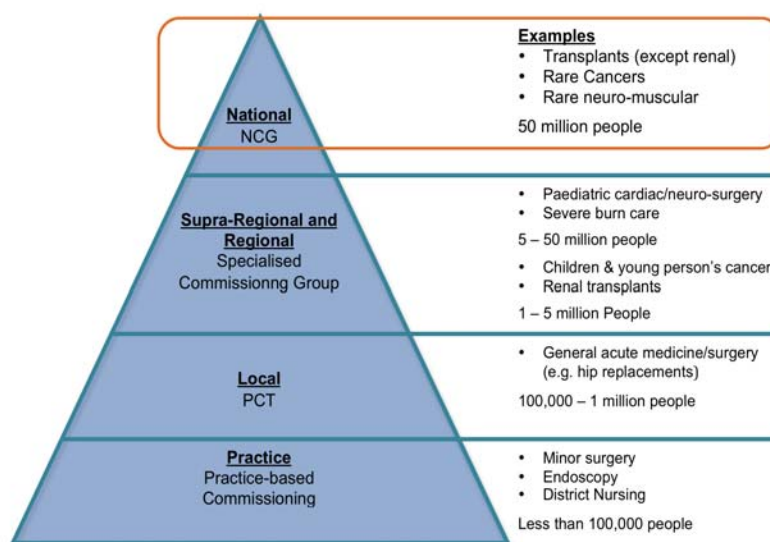 Examples
• Transplants (except renal)
• Rare Cancers
• Rare neuro-muscular
50 million people
National
NCG
• Paediatric cardiac/neuro-surgery
• Severe burn care
5 – 50 million people
• Children & young person's cancer
• Renal transplants
1 – 5 million People
Supra-Regional and
Regional
Specialised
Commissionng Group
• General acute medicine/surgery
(e.g. hip replacements)
100,000 – 1 million people
Local
PCT
• Minor surgery
• Endoscopy
• District Nursing
Less than 100,000 people
Practice
Practice-based
Commissioning